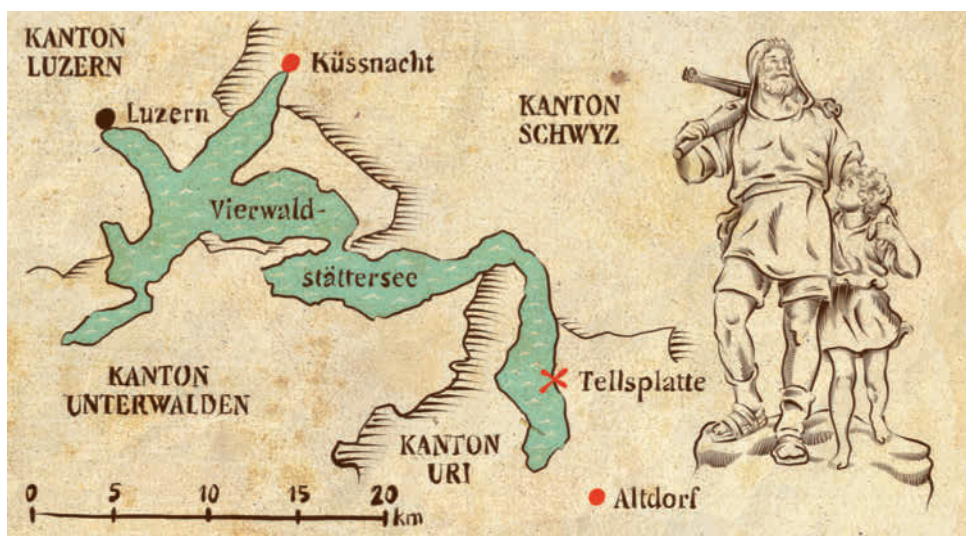 KANTON
LUZERN
Küssnacht
Luzern
KANTON
SCHWYZ
Vierwald-
stättersee
KANTON
UNTERWALDEN
Tellsplatte
KANTON
URI
0 5 10 15 20
km
Altdorf